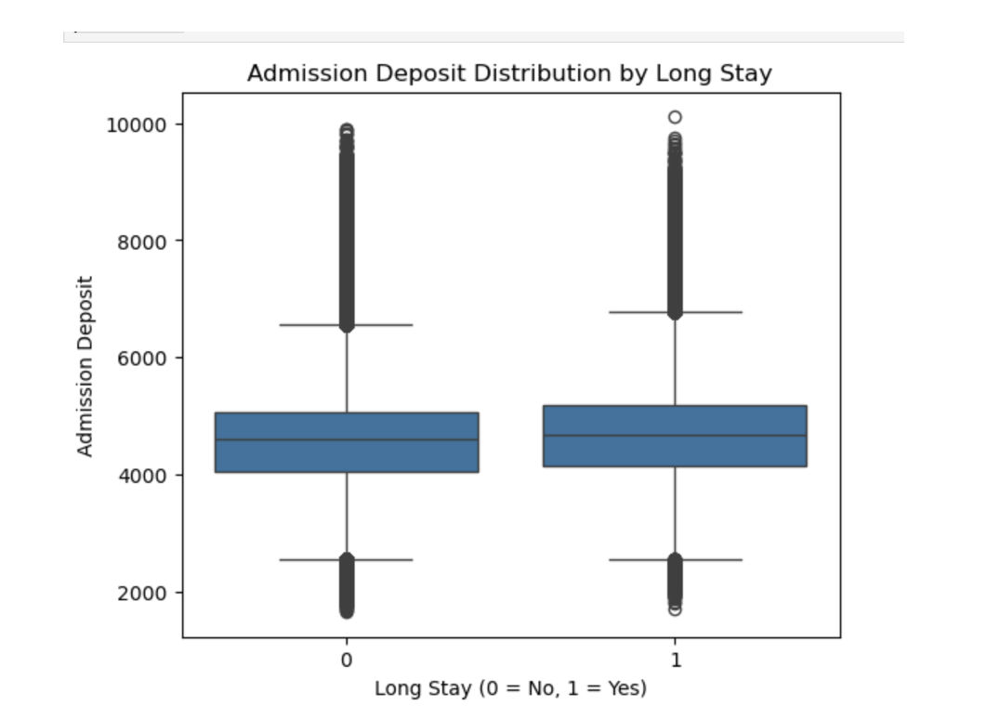 Admission Deposit Distribution by Long Stay
10000
8000
6000
4000
2000
Admission Deposit
0
1
Long Stay (0 = No, 1 = Yes)